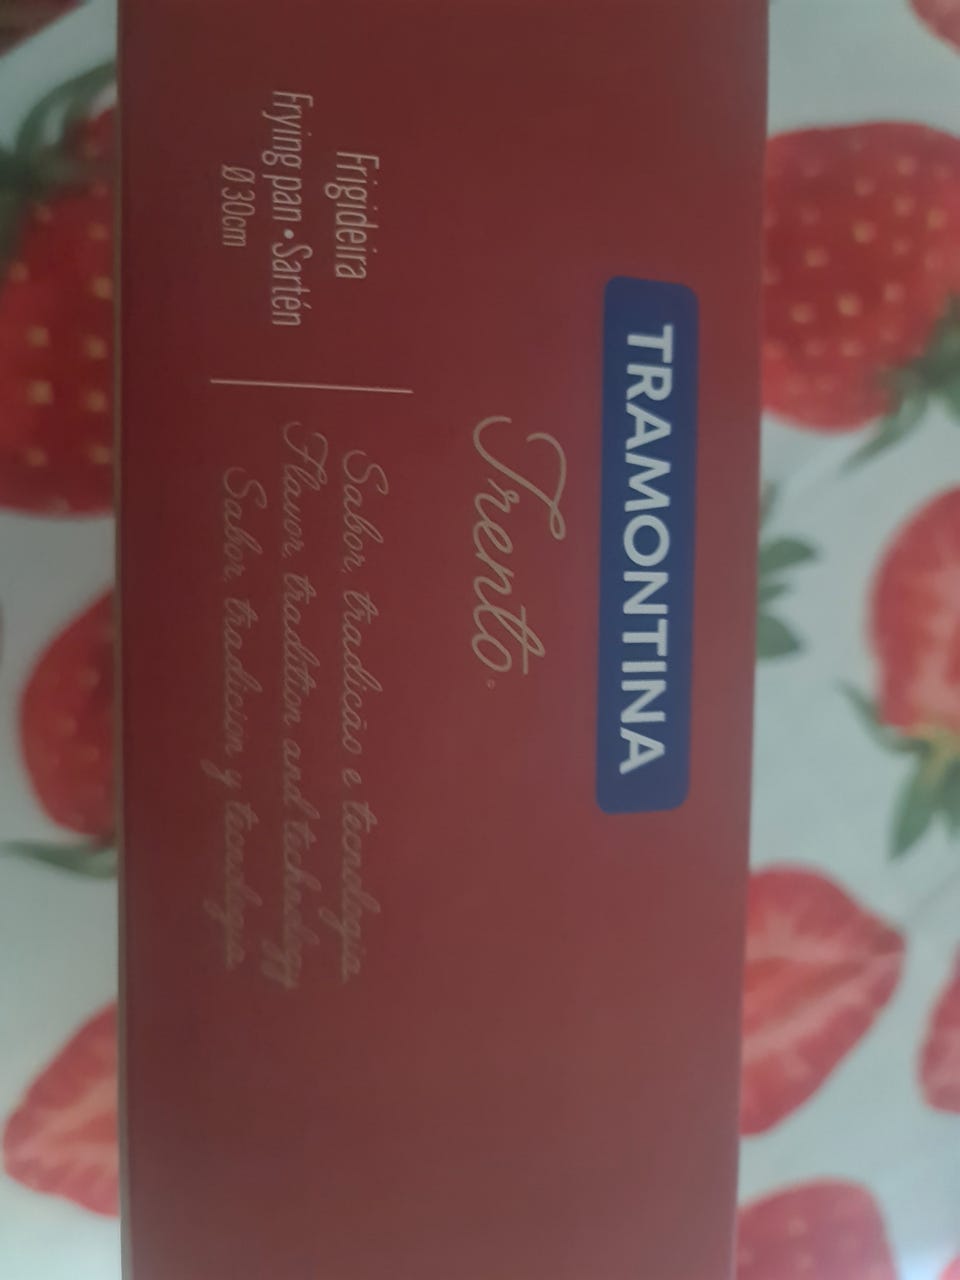 TRAMONTINA
Trento
Frigideira
Frying pan • Sartén
Ø 30cm
Sabor, tradição e tecnologia.
Flavor, tradition and technology.
Sabor, tradición y tecnología.